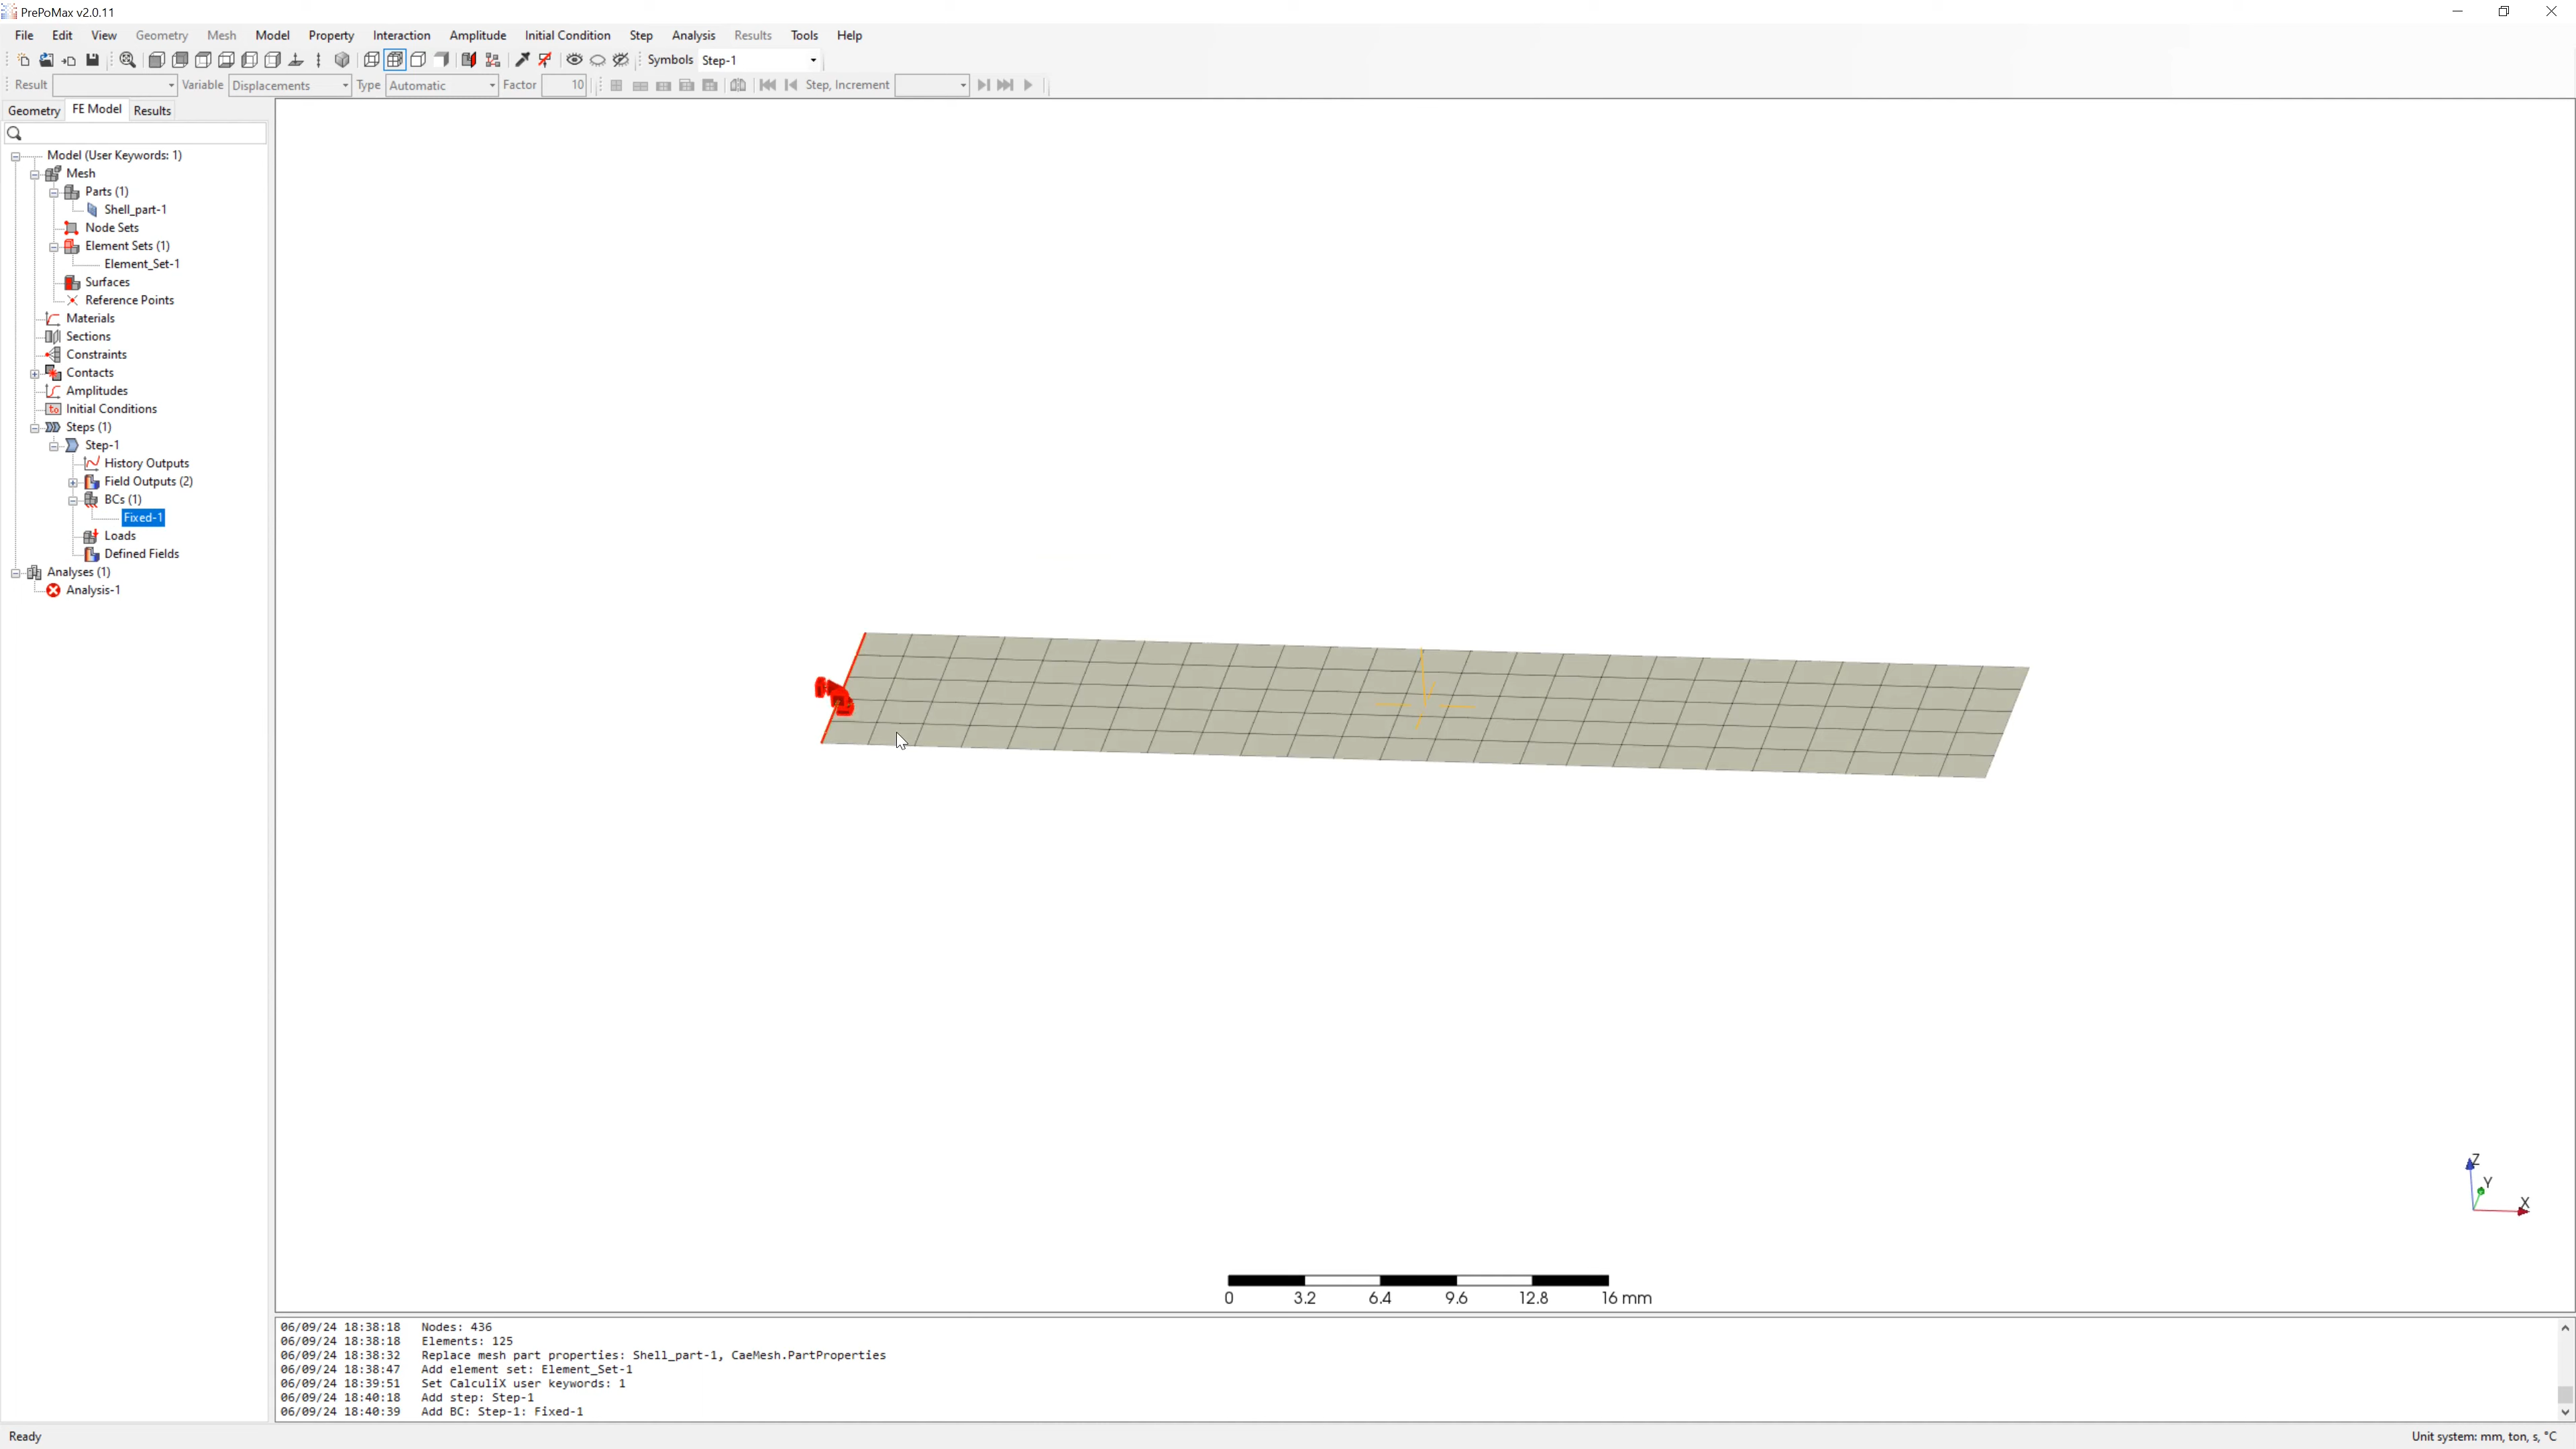 PrePoMax v2.0.11
File Edit View Geometry Mesh Model Property Interaction Amplitude Initial Condition Step Analysis Results Tools Help
Symbols Step-1
Result Variable Displacements Type Automatic Factor 10 Step, Increment
Geometry FE Model Results
Model (User Keywords: 1)
Mesh
Parts (1)
Shell_part-1
Node Sets
Element Sets (1)
Element_Set-1
Surfaces
Reference Points
Materials
Sections
Constraints
Contacts
Amplitudes
Initial Conditions
Steps (1)
Step-1
History Outputs
Field Outputs (2)
BCs (1)
Fixed-1
Loads
Defined Fields
Analyses (1)
Analysis-1
Z
Y
X
0 3.2 6.4 9.6 12.8 16 mm
06/09/24 18:38:18 Nodes: 436
06/09/24 18:38:18 Elements: 125
06/09/24 18:38:32 Replace mesh part properties: Shell_part-1, CaeMesh.PartProperties
06/09/24 18:38:47 Add element set: Element_Set-1
06/09/24 18:39:51 Set CalculiX user keywords: 1
06/09/24 18:40:18 Add step: Step-1
06/09/24 18:40:39 Add BC: Step-1: Fixed-1
Ready
Unit system: mm, ton, s, °C